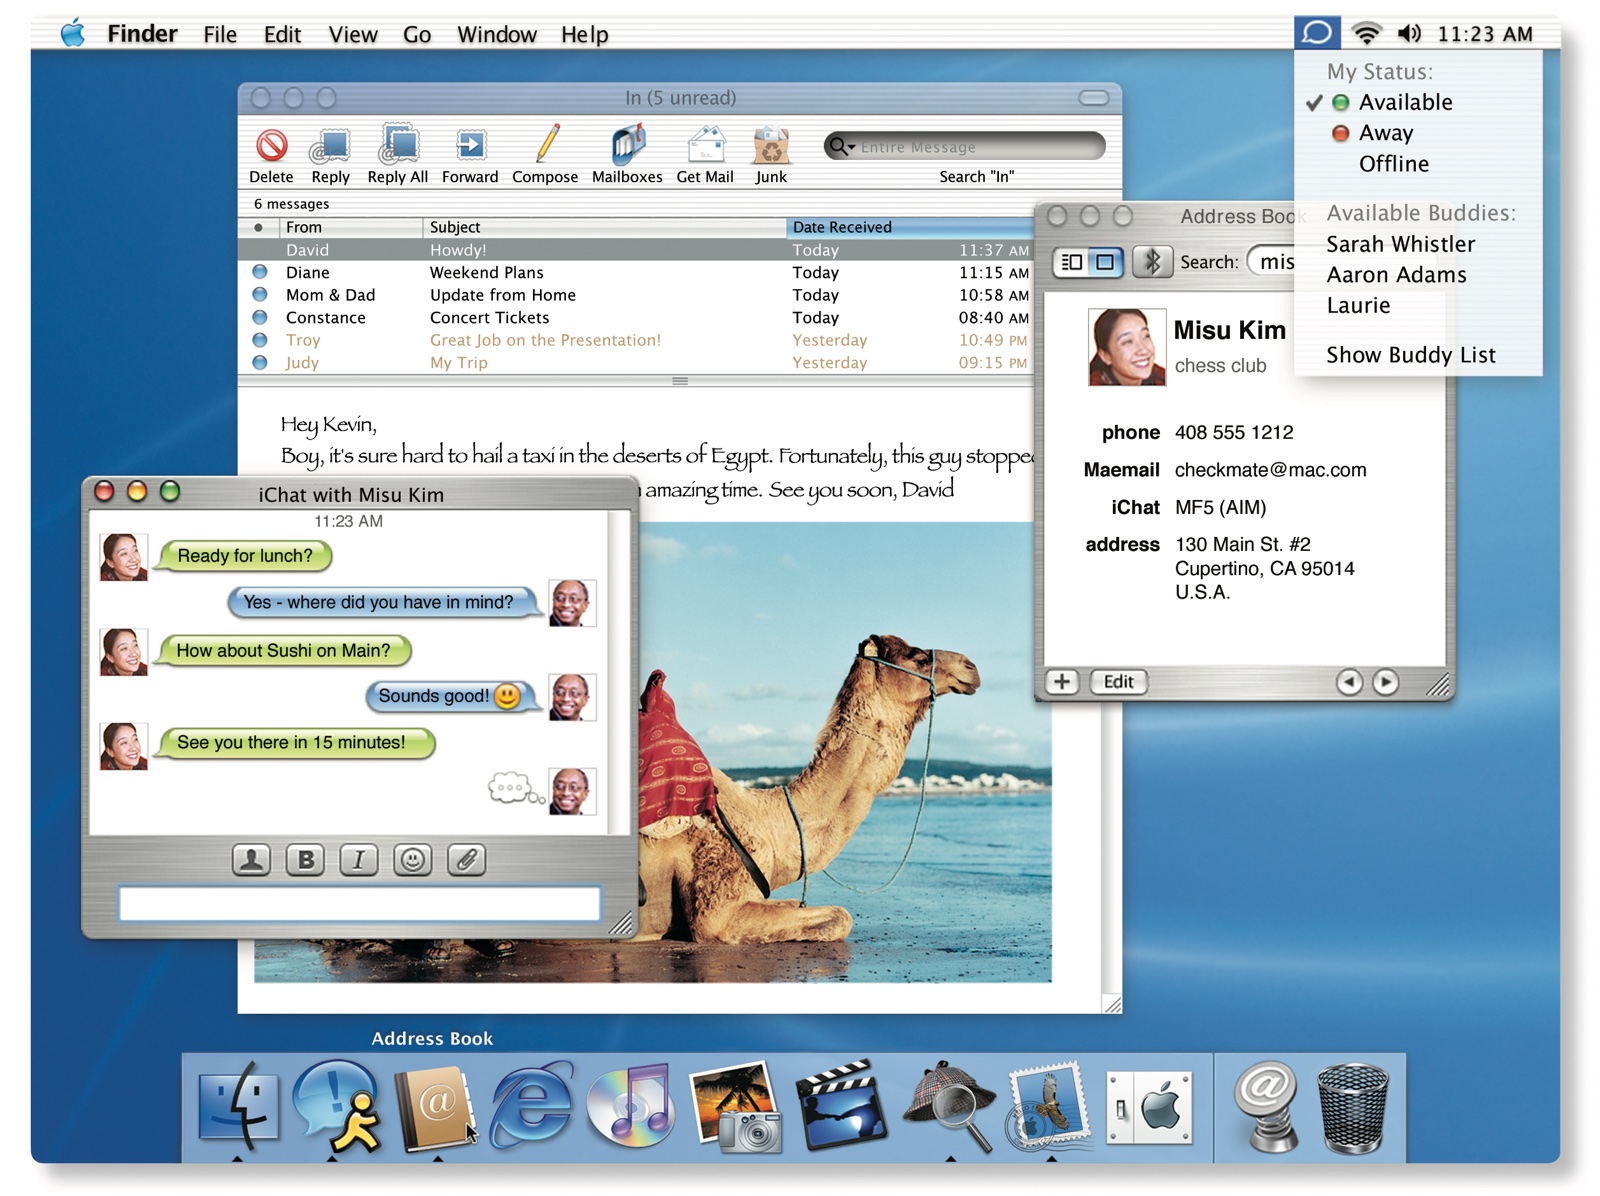 Finder File Edit View Go Window Help 11:23 AM
My Status:
Available
Away
Offline
Available Buddies:
Sarah Whistler
Aaron Adams
Laurie
Show Buddy List
In (5 unread)
Entire Message
Delete Reply Reply All Forward Compose Mailboxes Get Mail Junk Search "In"
6 messages
From Subject Date Received
David Howdy! Today 11:37 AM
Diane Weekend Plans Today 11:15 AM
Mom & Dad Update from Home Today 10:58 AM
Constance Concert Tickets Today 08:40 AM
Troy Great Job on the Presentation! Yesterday 10:49 PM
Judy My Trip Yesterday 09:15 PM
Hey Kevin,
Boy, it's sure hard to hail a taxi in the deserts of Egypt. Fortunately, this guy stopped
amazing time. See you soon, David
Address Book
Search: mis
Misu Kim
chess club
phone 408 555 1212
Maemail checkmate@mac.com
iChat MF5 (AIM)
address 130 Main St. #2
Cupertino, CA 95014
U.S.A.
Edit
iChat with Misu Kim
11:23 AM
Ready for lunch?
Yes - where did you have in mind?
How about Sushi on Main?
Sounds good!
See you there in 15 minutes!
B I
Address Book